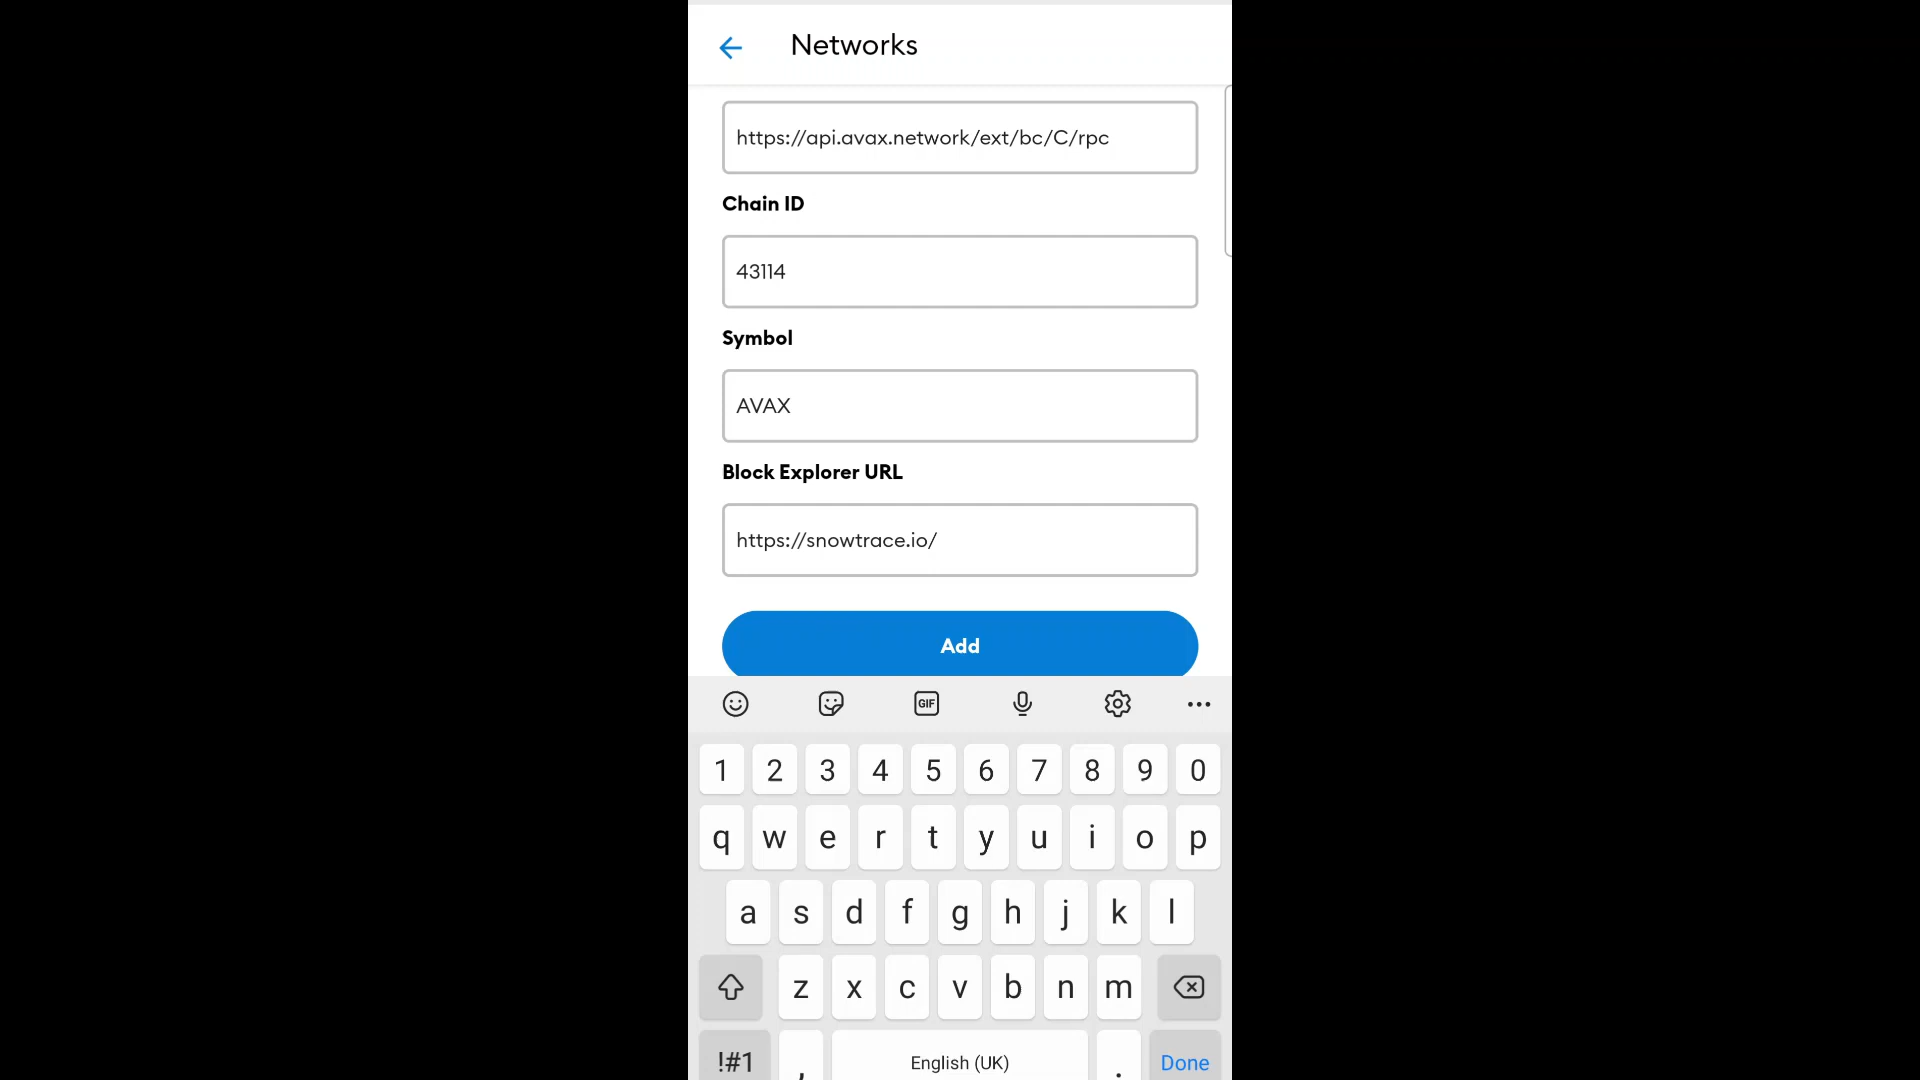 Networks
https://api.avax.network/ext/bc/C/rpc
Chain ID
43114
Symbol
AVAX
Block Explorer URL
https://snowtrace.io/
Add
GIF
1 2 3 4 5 6 7 8 9 0
q w e r t y u i o p
a s d f g h j k l
z x c v b n m
!#1 , English (UK) . Done